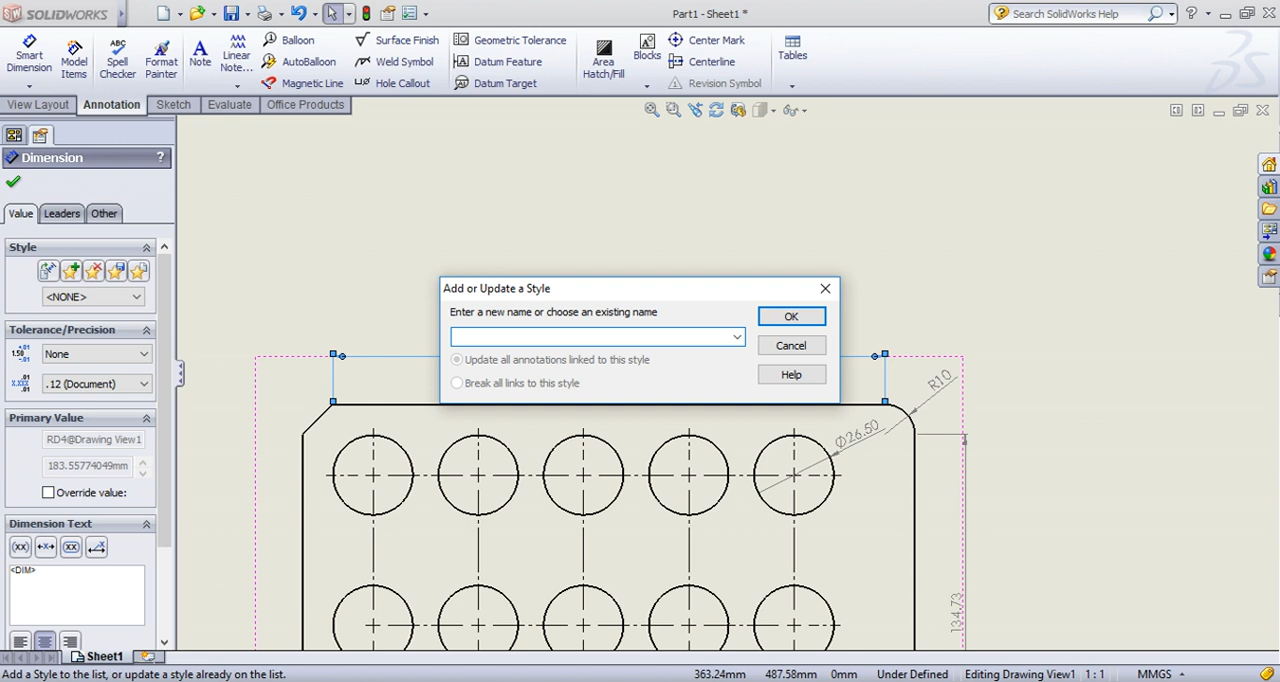 SOLIDWORKS
Part1 - Sheet1 *
Search SolidWorks Help
Smart Dimension
Model Items
ABC
Spell Checker
Format Painter
Note
Linear Note...
Balloon
AutoBalloon
Magnetic Line
Surface Finish
Weld Symbol
Hole Callout
Geometric Tolerance
Datum Feature
Datum Target
Area Hatch/Fill
Blocks
Center Mark
Centerline
Revision Symbol
Tables
View Layout
Annotation
Sketch
Evaluate
Office Products
Dimension
?
Value
Leaders
Other
Style
<NONE>
Tolerance/Precision
None
.12 (Document)
Primary Value
RD4@Drawing View1
183.55774049mm
Override value:
Dimension Text
(xx)
<DIM>
Add or Update a Style
Enter a new name or choose an existing name
OK
Update all annotations linked to this style
Cancel
Break all links to this style
Help
R10
Ø26.50
134.73
Sheet1
Add a Style to the list, or update a style already on the list.
363.24mm
487.58mm
0mm
Under Defined
Editing Drawing View1
1 : 1
MMGS